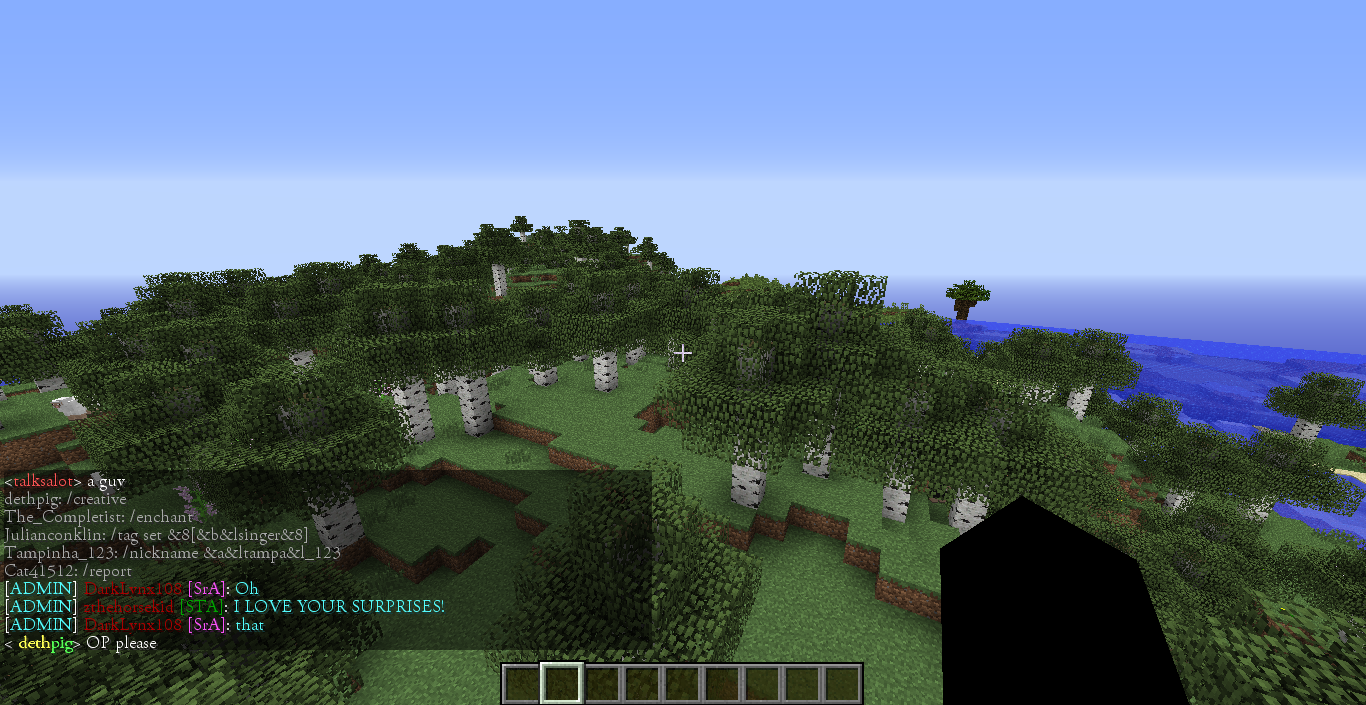 <talksalot> a guv
dethpig: /creative
The_Completist: /enchant
Julianconklin: /tag set &8[&b&lsinger&8]
Tampinha_123: /nickname &a&ltampa&l_123
Cat41512: /report
[ADMIN] DarkLynx108 [SrA]: Oh
[ADMIN] zthehorsekid [STA]: I LOVE YOUR SURPRISES!
[ADMIN] DarkLynx108 [SrA]: that
< dethpig> OP please